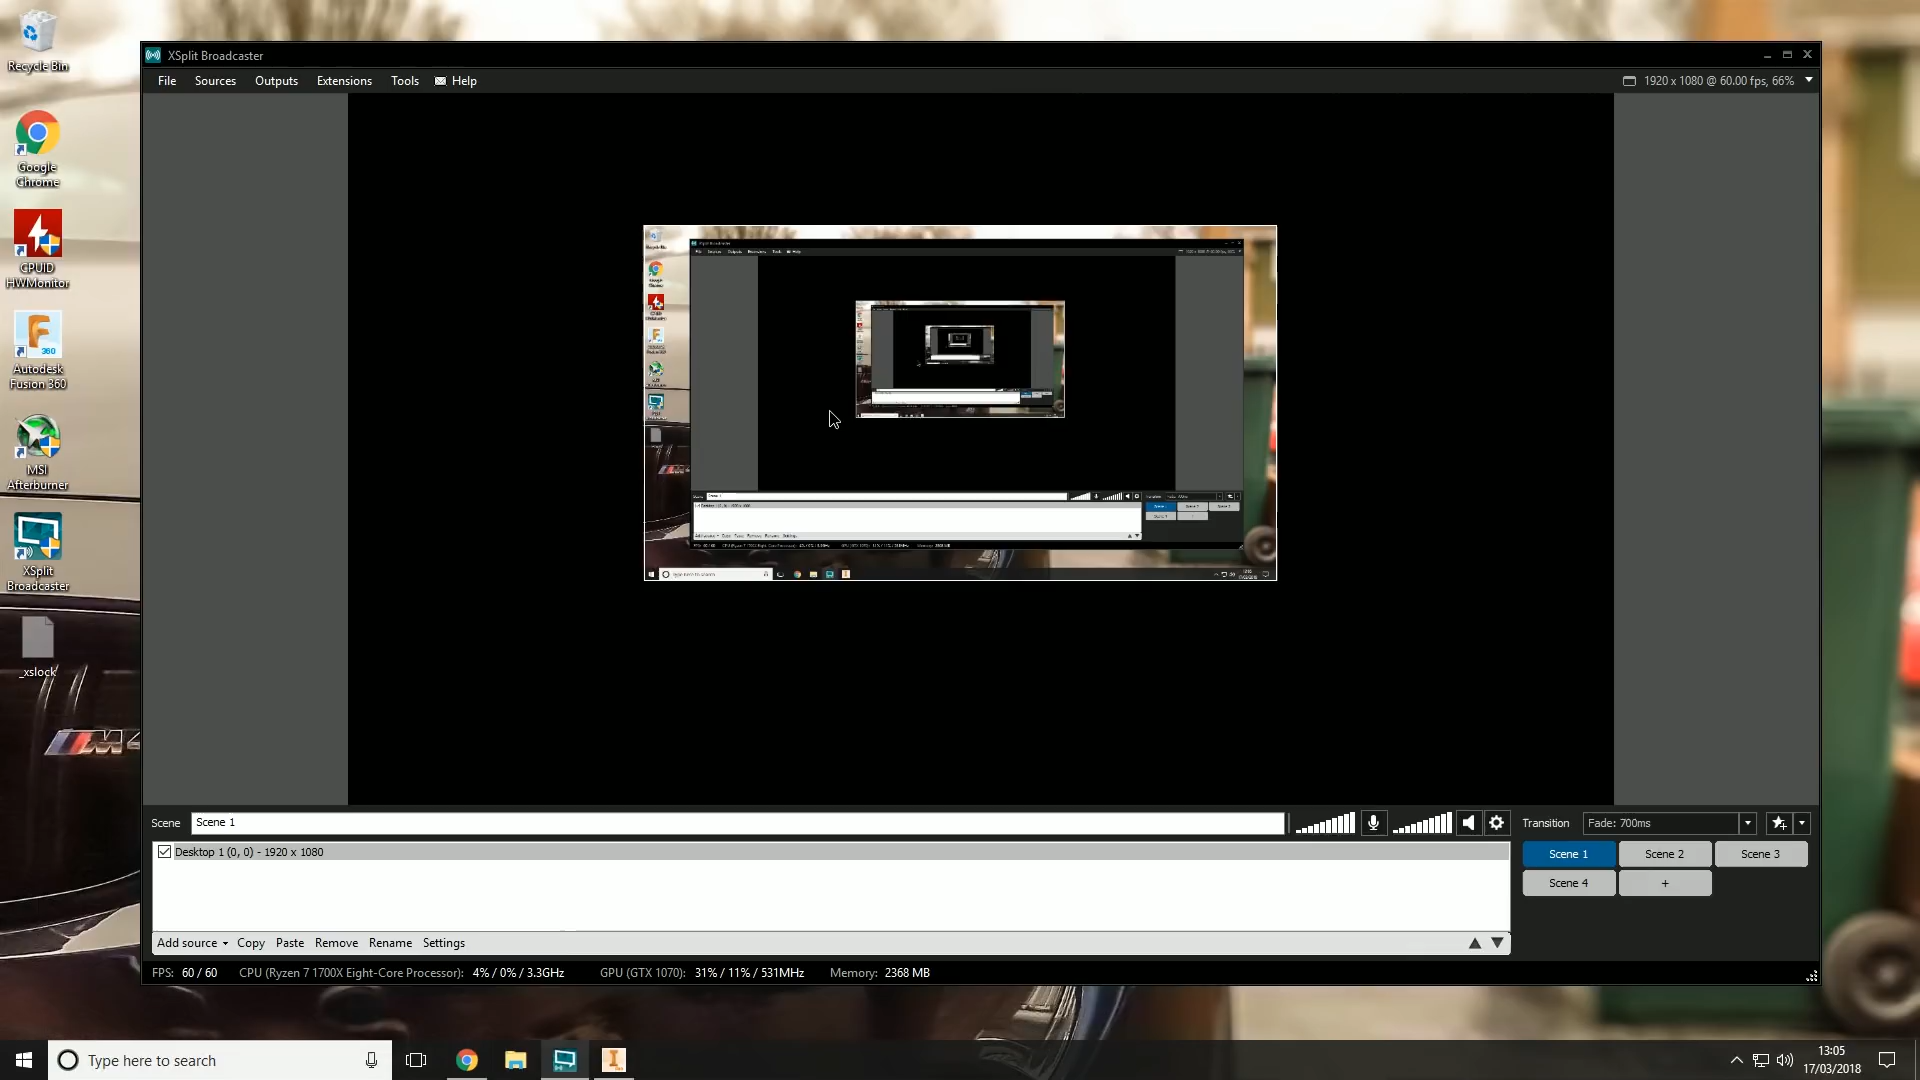 Recycle Bin
Google
Chrome
CPUID
HWMonitor
360
Autodesk
Fusion 360
MSI
Afterburner
XSplit
Broadcaster
_xslock
XSplit Broadcaster
File Sources Outputs Extensions Tools Help
1920 x 1080 @ 60.00 fps, 66%
Scene Scene 1
Transition Fade: 700ms
Desktop 1 (0, 0) - 1920 x 1080
Scene 1 Scene 2 Scene 3
Scene 4 +
Add source Copy Paste Remove Rename Settings
FPS: 60 / 60 CPU (Ryzen 7 1700X Eight-Core Processor): 4% / 0% / 3.3GHz GPU (GTX 1070): 31% / 11% / 531MHz Memory: 2368 MB
Type here to search
13:05
17/03/2018